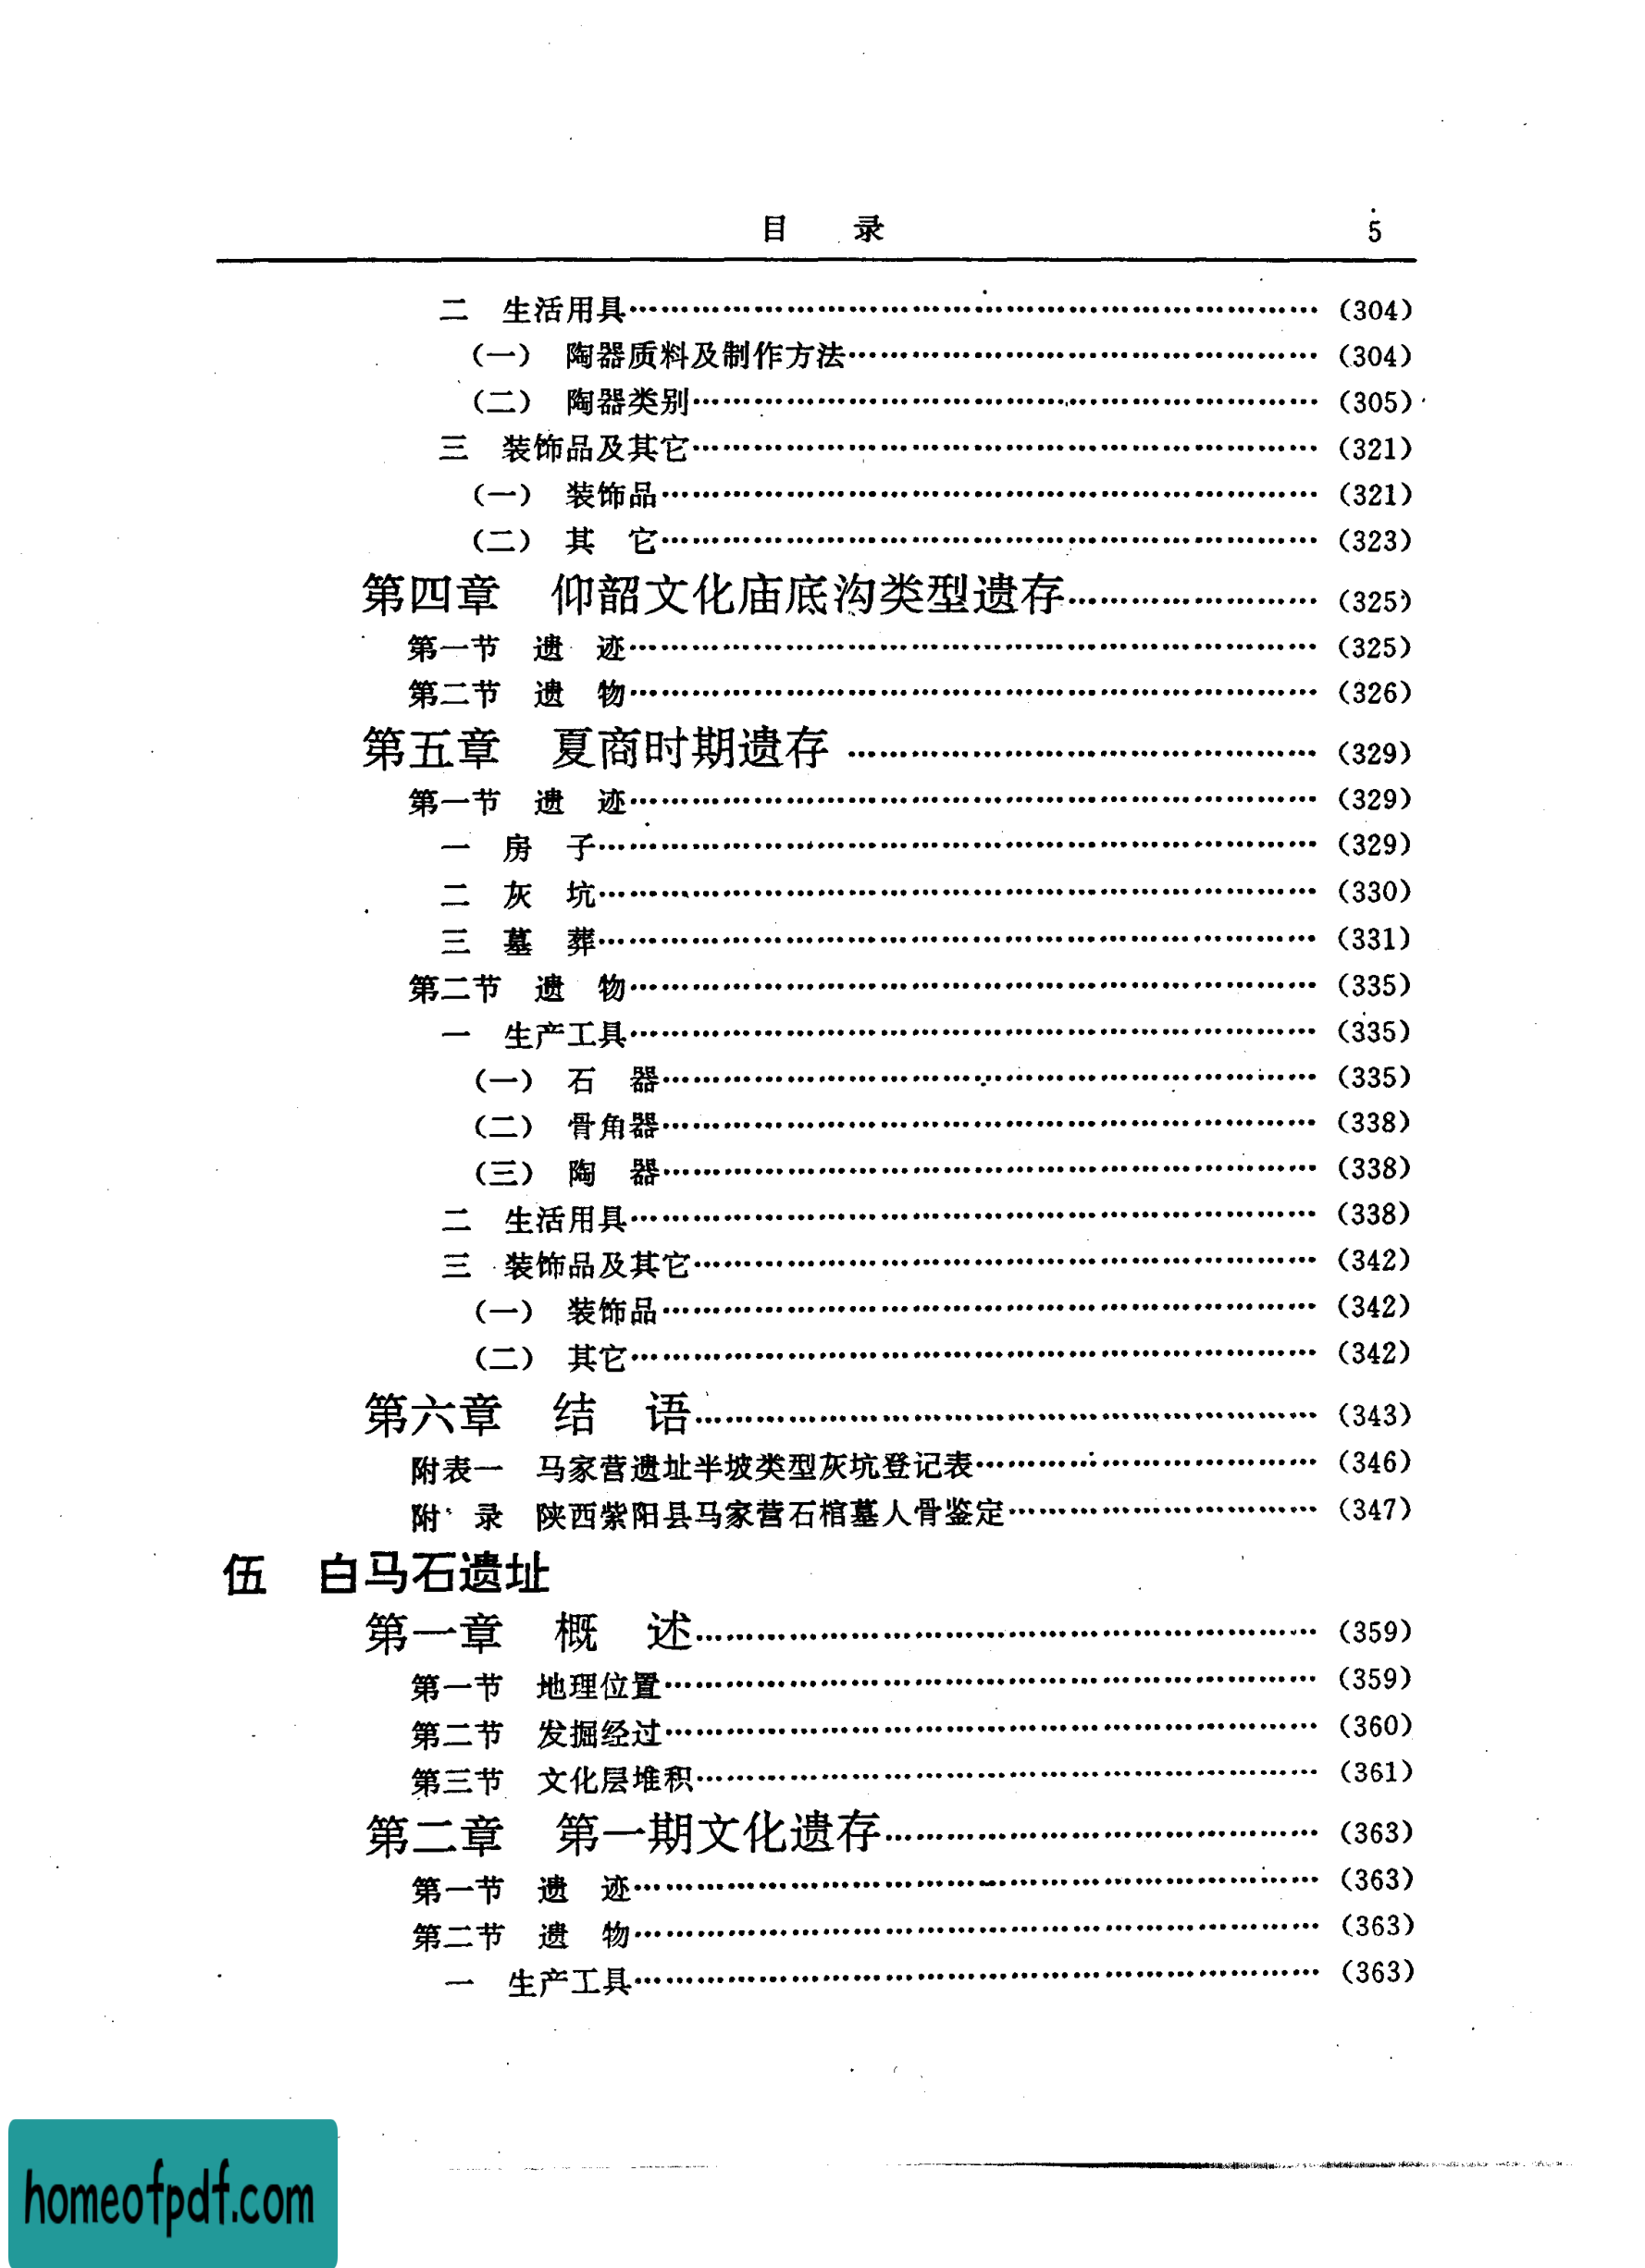 目 录 5
二 生活用具……………………(304)
(一) 陶器质料及制作方法……………………(304)
(二) 陶器类别……………………(305)
三 装饰品及其它……………………(321)
(一) 装饰品……………………(321)
(二) 其 它……………………(323)
第四章 仰韶文化庙底沟类型遗存……………………(325)
第一节 遗 迹……………………(325)
第二节 遗 物……………………(326)
第五章 夏商时期遗存……………………(329)
第一节 遗 迹……………………(329)
一 房 子……………………(329)
二 灰 坑……………………(330)
三 墓 葬……………………(331)
第二节 遗 物……………………(335)
一 生产工具……………………(335)
(一) 石 器……………………(335)
(二) 骨角器……………………(338)
(三) 陶 器……………………(338)
二 生活用具……………………(338)
三 装饰品及其它……………………(342)
(一) 装饰品……………………(342)
(二) 其它……………………(342)
第六章 结 语……………………(343)
附表一 马家营遗址半坡类型灰坑登记表……………………(346)
附 录 陕西紫阳县马家营石棺墓人骨鉴定……………………(347)
伍 白马石遗址
第一章 概 述……………………(359)
第一节 地理位置……………………(359)
第二节 发掘经过……………………(360)
第三节 文化层堆积……………………(361)
第二章 第一期文化遗存……………………(363)
第一节 遗 迹……………………(363)
第二节 遗 物……………………(363)
一 生产工具……………………(363)
homeofpdf.com